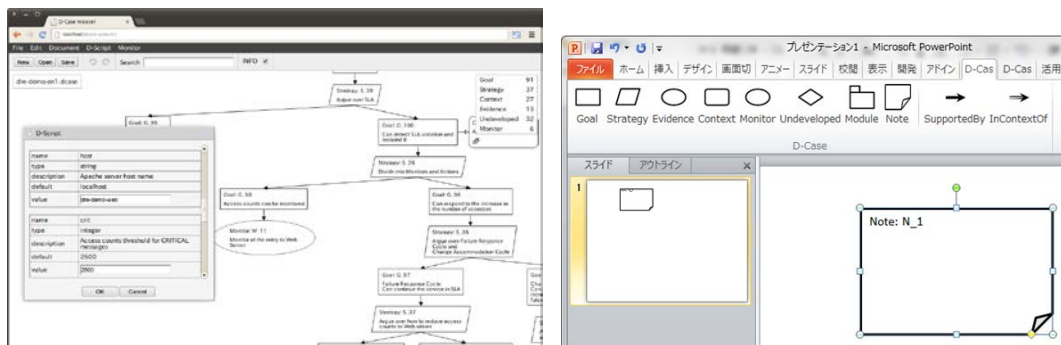 D-Case Weaver
File Edit Document D-Script Monitor
New Open Save Search INFO
dre-demo-en1.dcase
Goal 91
Strategy 37
Context 27
Evidence 15
Undeveloped 32
Monitor 6
Strategy: S_39
Argue over SLA
Goal: G_35
Goal: G_100
Can detect SLA violation and
respond it
Strategy: S_26
Divide into Monitors and Actions
Goal: G_59
Access counts can be monitored
Goal: G_36
Can respond to the increase in
the number of accesses
Monitor: M_11
Monitor at the entry to Web
Server
Strategy: S_36
Argue over Failure Response
Cycle and
Change Accommodation Cycle
Goal: G_97
Failure Response Cycle:
Can continue the service in SLA
Strategy: S_37
Argue over how to reduce access
counts to Web server
D-Script
name host
type string
description Apache server host name
default localhost
value dre-demo-web
name crit
type integer
description Access counts threshold for CRITICAL
messages
default 2500
value 2800
OK Cancel
プレゼンテーション1 - Microsoft PowerPoint
ファイル ホーム 挿入 デザイン 画面切 アニメー スライド 校閲 表示 開発 アドイン D-Cas D-Cas 活用
Goal Strategy Evidence Context Monitor Undeveloped Module Note SupportedBy InContextOf
D-Case
スライド アウトライン
1
Note: N_1